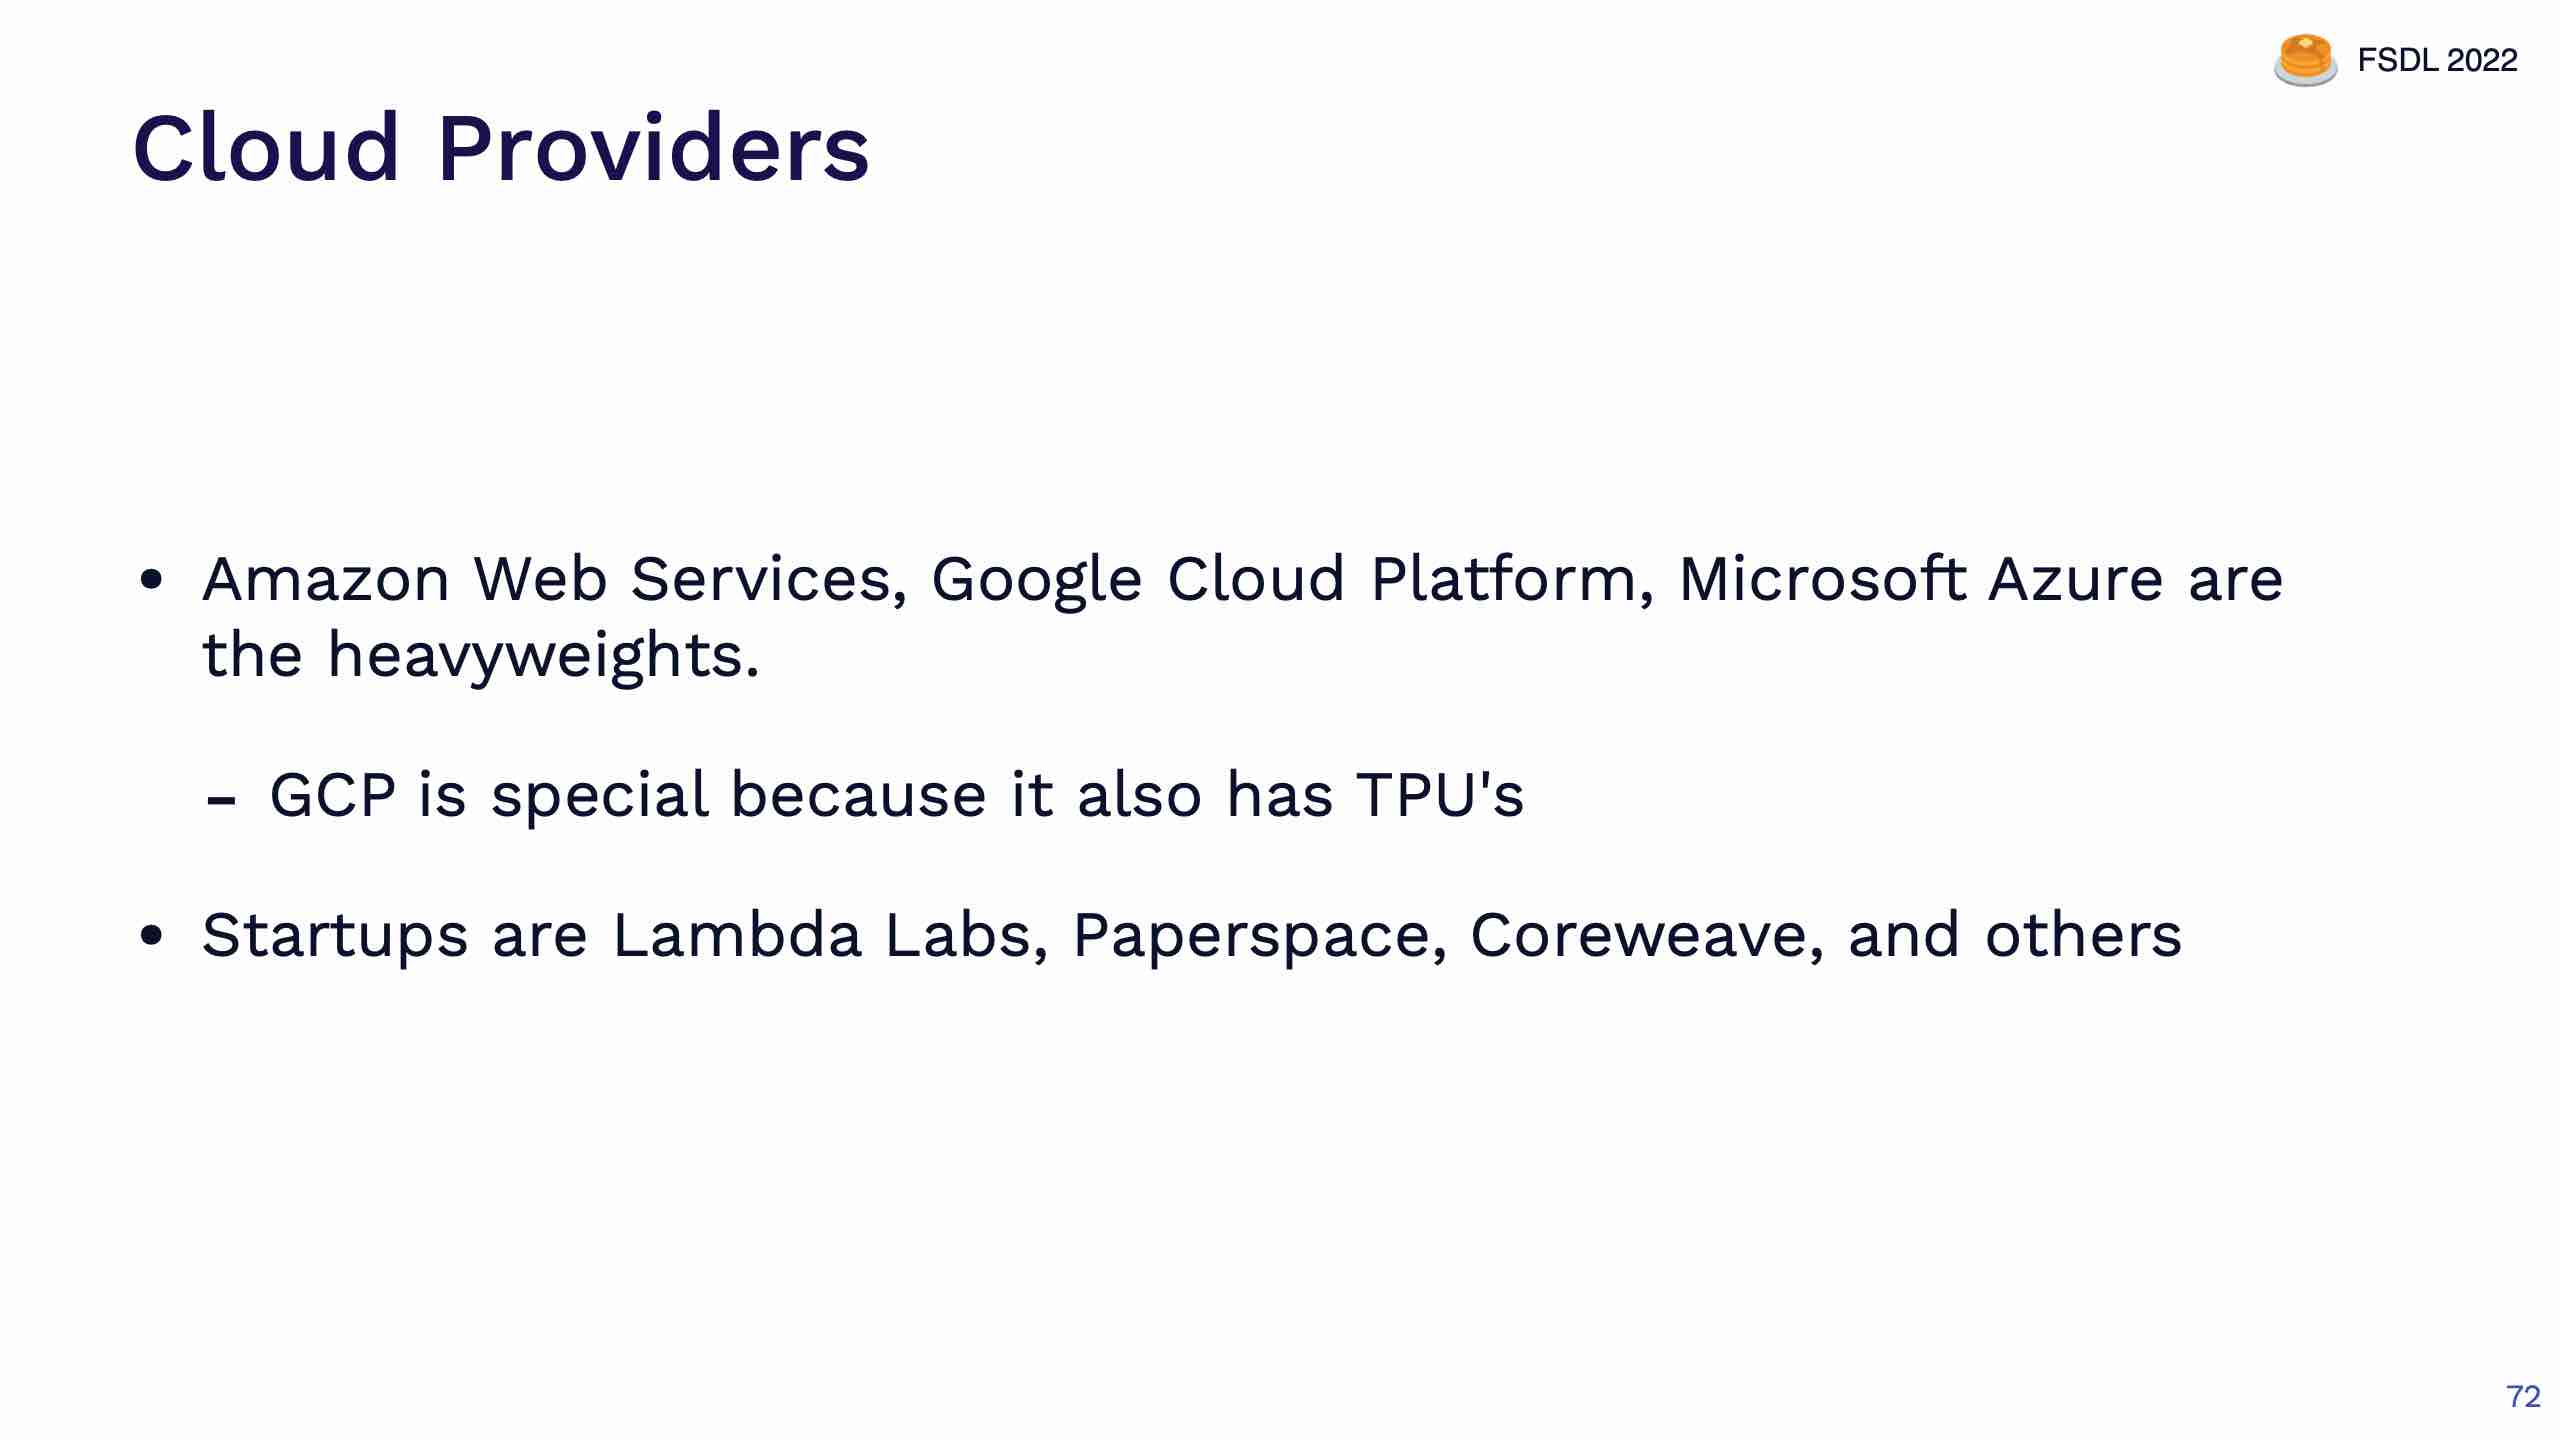 FSDL 2022
Cloud Providers
• Amazon Web Services, Google Cloud Platform, Microsoft Azure are
the heavyweights.
- GCP is special because it also has TPU's
• Startups are Lambda Labs, Paperspace, Coreweave, and others
72